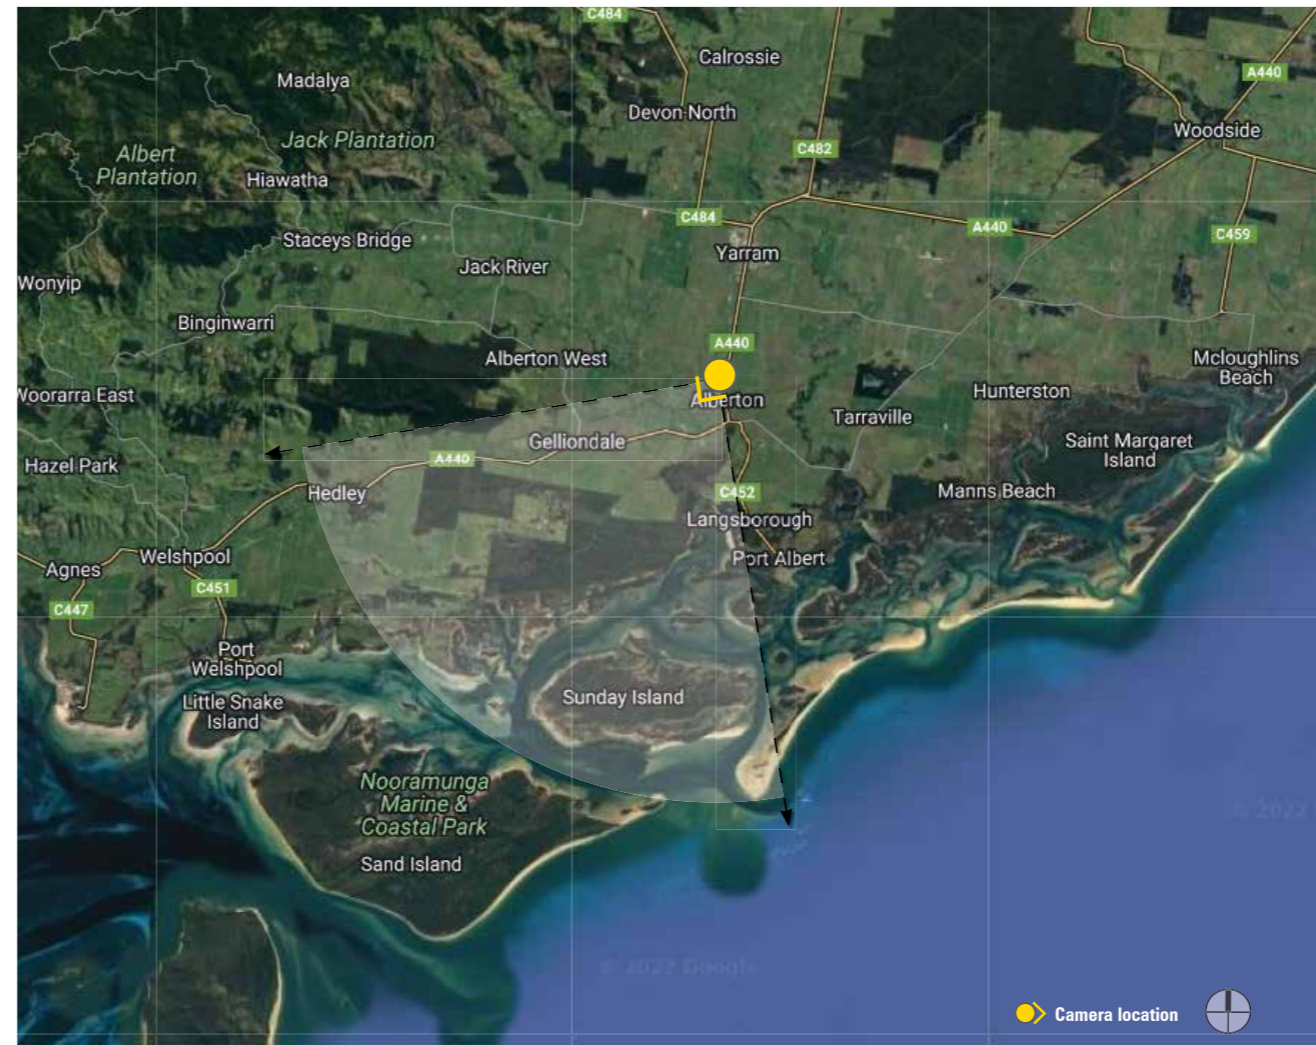 C484
Calrossie
Madalya
A440
Devon North
Woodside
Jack Plantation
C482
Albert
Plantation
Hiawatha
C484
A440
C459
Staceys Bridge
Yarram
Jack River
Wonyip
Binginwarri
A440
Alberton West
Mcloughlins
Beach
Woorarra East
Hunterston
Alberton
Tarraville
Gelliondale
Saint Margaret
Island
A440
Hazel Park
Hedley
C452
Manns Beach
Langsborough
Welshpool
Port Albert
Agnes
C451
C447
Port
Welshpool
Sunday Island
Little Snake
Island
Nooramunga
Marine &
Coastal Park
© 2022
Sand Island
© 2022 Google
Camera location